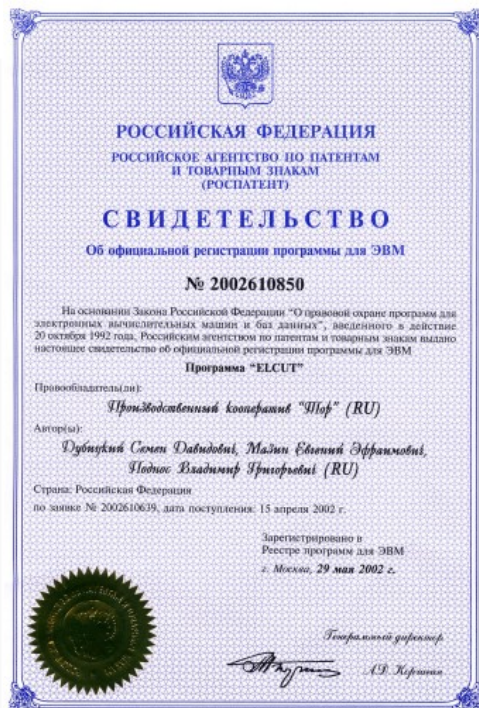 РОССИЙСКАЯ ФЕДЕРАЦИЯ
РОССИЙСКОЕ АГЕНТСТВО ПО ПАТЕНТАМ
И ТОВАРНЫМ ЗНАКАМ
(РОСПАТЕНТ)
СВИДЕТЕЛЬСТВО
Об официальной регистрации программы для ЭВМ
№ 2002610850
На основании Закона Российской Федерации “О правовой охране программ для
электронных вычислительных машин и баз данных”, введенного в действие
20 октября 1992 года, Российским агентством по патентам и товарным знакам выдано
настоящее свидетельство об официальной регистрации программы для ЭВМ
Программа “ELCUT”
Правообладатель(ли):
Производственный кооператив “Тор” (RU)
Автор(ы):
Дубицкий Семен Давидович, Мазин Евгений Эфраимович,
Поднос Владимир Григорьевич (RU)
Страна: Российская Федерация
по заявке № 2002610639, дата поступления: 15 апреля 2002 г.
Зарегистрировано в
Реестре программ для ЭВМ
г. Москва, 29 мая 2002 г.
Генеральный директор
А.Д. Корчагин